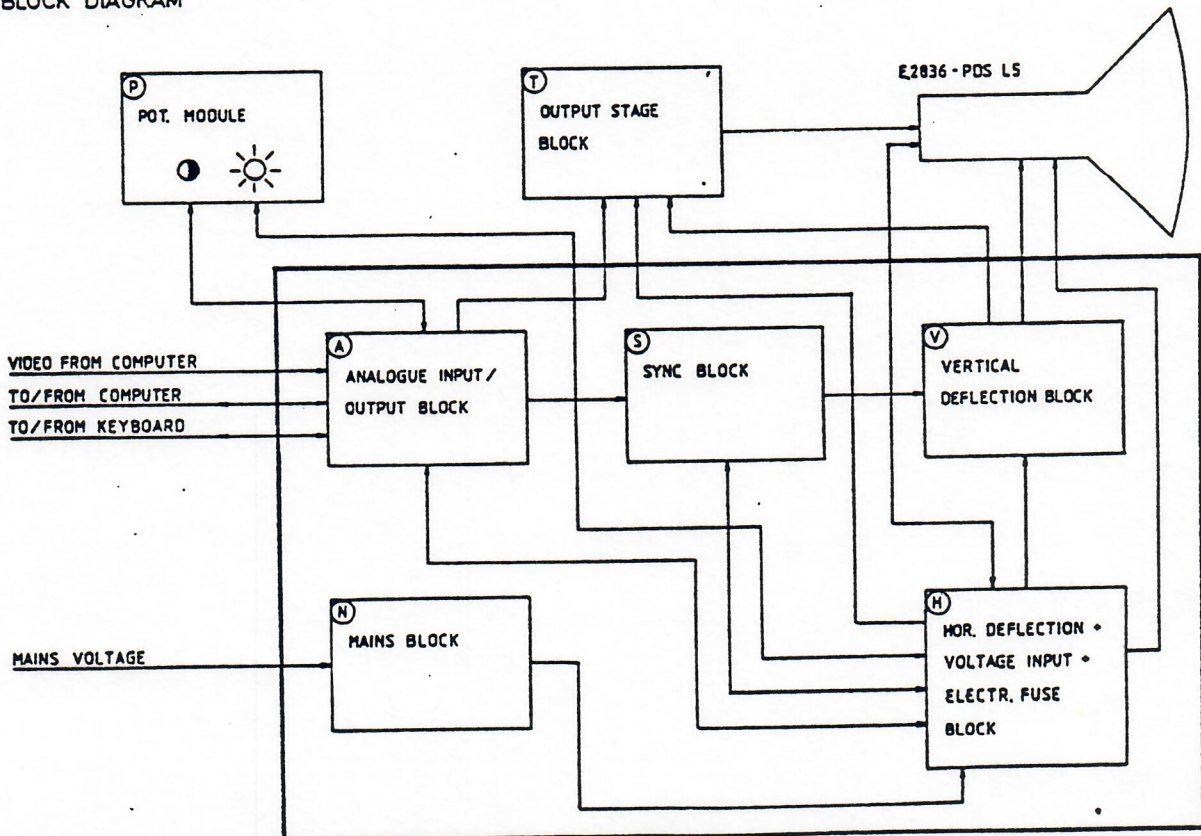 BLOCK DIAGRAM
P
POT. MODULE
T
OUTPUT STAGE
BLOCK
E2836-PDS L5
VIDEO FROM COMPUTER
TO/FROM COMPUTER
TO/FROM KEYBOARD
A
ANALOGUE INPUT/
OUTPUT BLOCK
S
SYNC BLOCK
V
VERTICAL
DEFLECTION BLOCK
MAINS VOLTAGE
N
MAINS BLOCK
H
HOR. DEFLECTION +
VOLTAGE INPUT +
ELECTR. FUSE
BLOCK